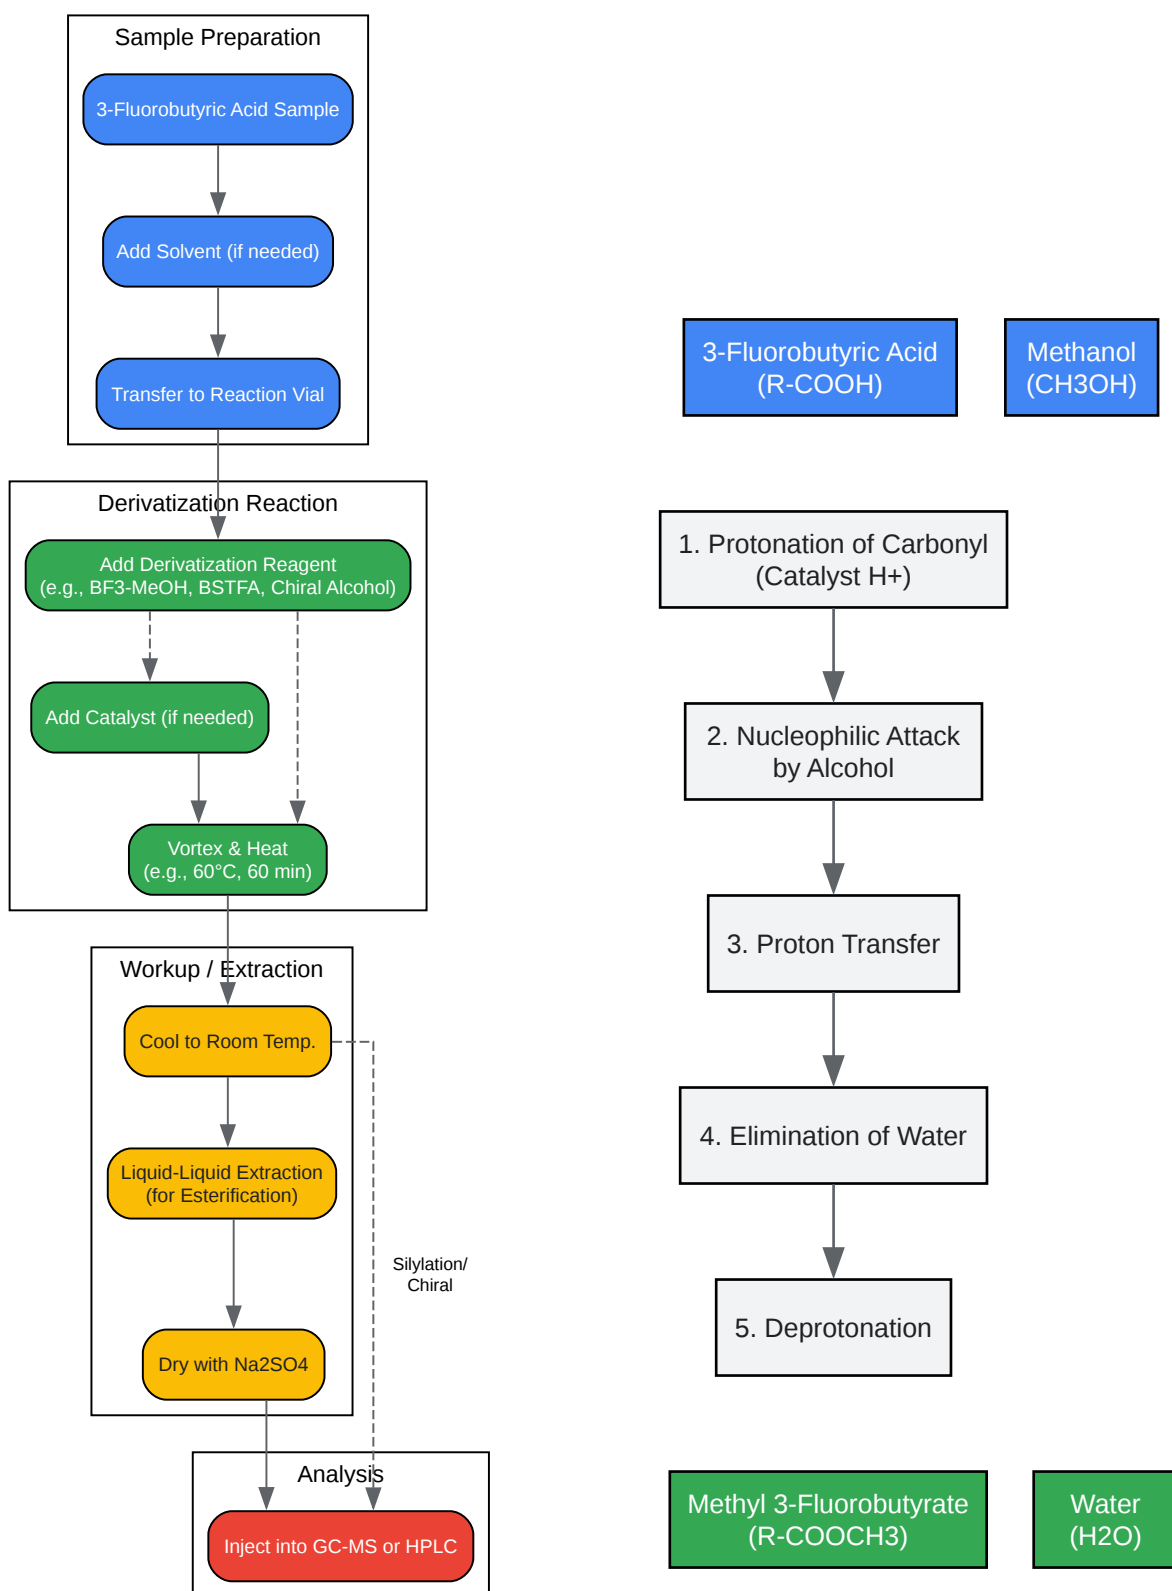 Sample Preparation
3-Fluorobutyric Acid Sample
Add Solvent (if needed)
Transfer to Reaction Vial
Derivatization Reaction
Add Derivatization Reagent
(e.g., BF3-MeOH, BSTFA, Chiral Alcohol)
Add Catalyst (if needed)
Vortex & Heat
(e.g., 60°C, 60 min)
Workup / Extraction
Cool to Room Temp.
Liquid-Liquid Extraction
(for Esterification)
Silylation/
Chiral
Dry with Na2SO4
Analysis
Inject into GC-MS or HPLC
3-Fluorobutyric Acid
(R-COOH)
Methanol
(CH3OH)
1. Protonation of Carbonyl
(Catalyst H+)
2. Nucleophilic Attack
by Alcohol
3. Proton Transfer
4. Elimination of Water
5. Deprotonation
Methyl 3-Fluorobutyrate
(R-COOCH3)
Water
(H2O)